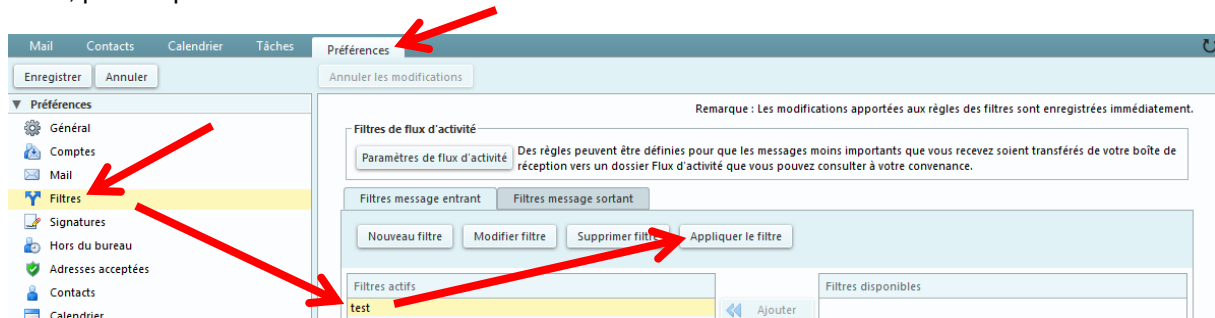 Mail Contacts Calendrier Tâches Préférences
Enregistrer Annuler Annuler les modifications
Préférences
Général
Comptes
Mail
Filtres
Signatures
Hors du bureau
Adresses acceptées
Contacts
Calendrier
Remarque : Les modifications apportées aux règles des filtres sont enregistrées immédiatement.
Filtres de flux d'activité
Paramètres de flux d'activité
Des règles peuvent être définies pour que les messages moins importants que vous recevez soient transférés de votre boîte de
réception vers un dossier Flux d'activité que vous pouvez consulter à votre convenance.
Filtres message entrant Filtres message sortant
Nouveau filtre Modifier filtre Supprimer filtre Appliquer le filtre
Filtres actifs Filtres disponibles
test
Ajouter